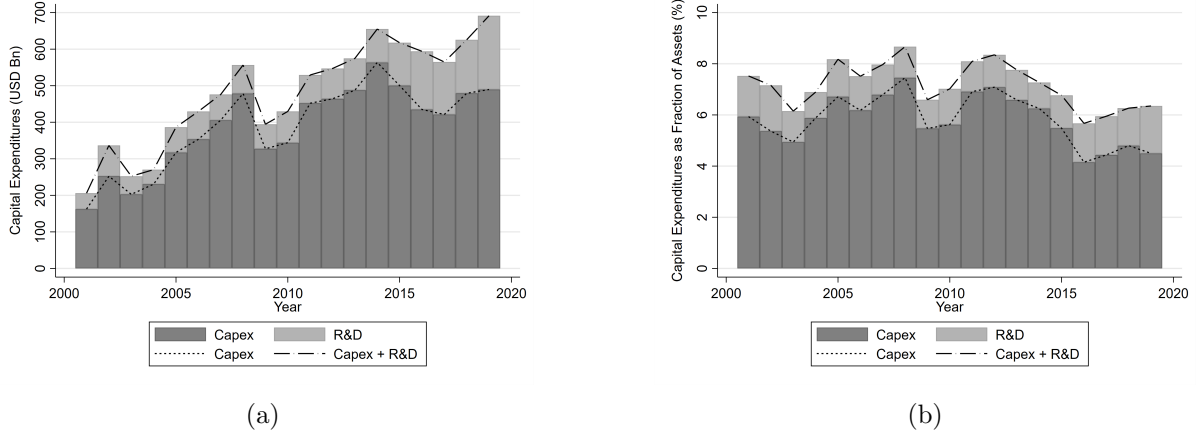 Capital Expenditures (USD Bn)
700
600
500
400
300
200
100
0
2000
2005
2010
2015
2020
Year
Capex
R&D
Capex
Capex + R&D
(a)
Capital Expenditures as Fraction of Assets (%)
10
8
6
4
2
0
2000
2005
2010
2015
2020
Year
Capex
R&D
Capex
Capex + R&D
(b)